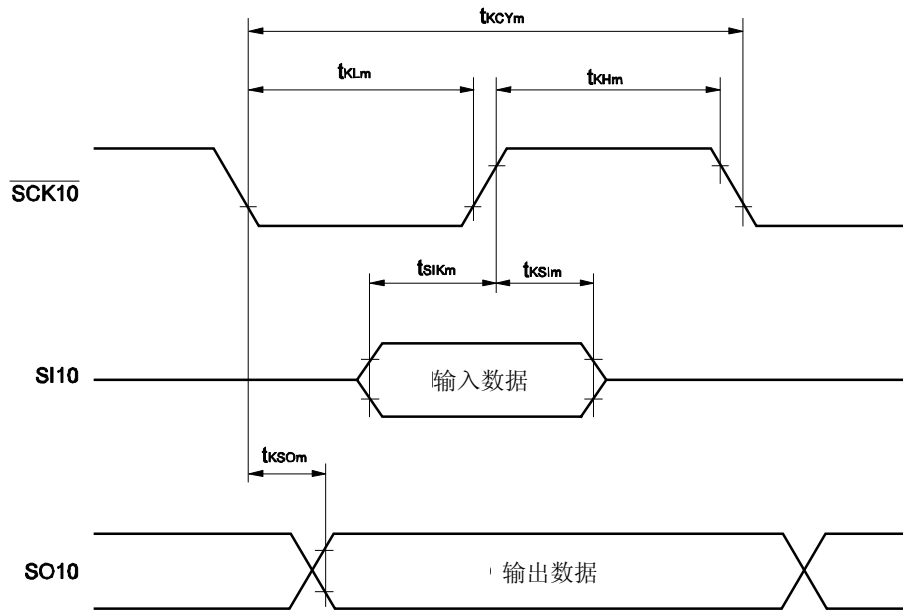 tKCYm
tKLm
tKHm
SCK10
tSIKm
tKSIm
SI10
输入数据
tKSOm
SO10
输出数据